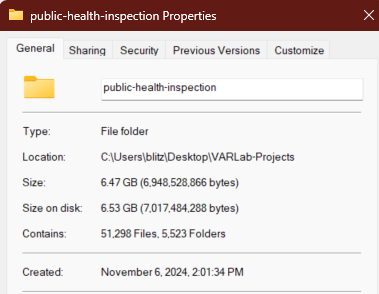 public-health-inspection Properties
General Sharing Security Previous Versions Customize
public-health-inspection
Type: File folder
Location: C:\Users\blitz\Desktop\VARLab-Projects
Size: 6.47 GB (6,948,528,866 bytes)
Size on disk: 6.53 GB (7,017,484,288 bytes)
Contains: 51,298 Files, 5,523 Folders
Created: November 6, 2024, 2:01:34 PM